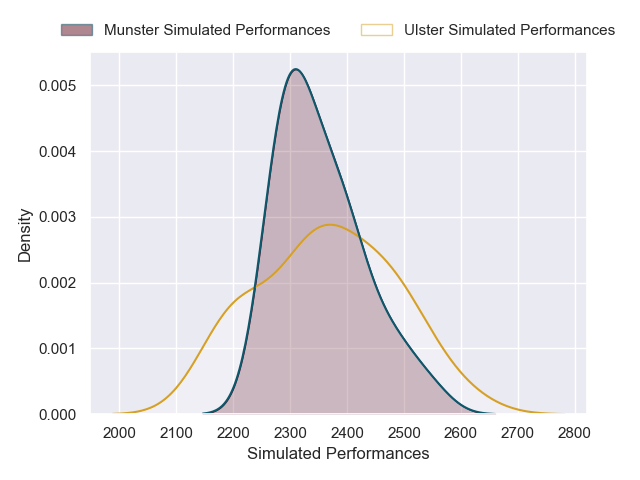 Munster Simulated Performances Ulster Simulated Performances
0.005
0.004
0.003
0.002
0.001
0.000
Density
2000 2100 2200 2300 2400 2500 2600 2700 2800
Simulated Performances